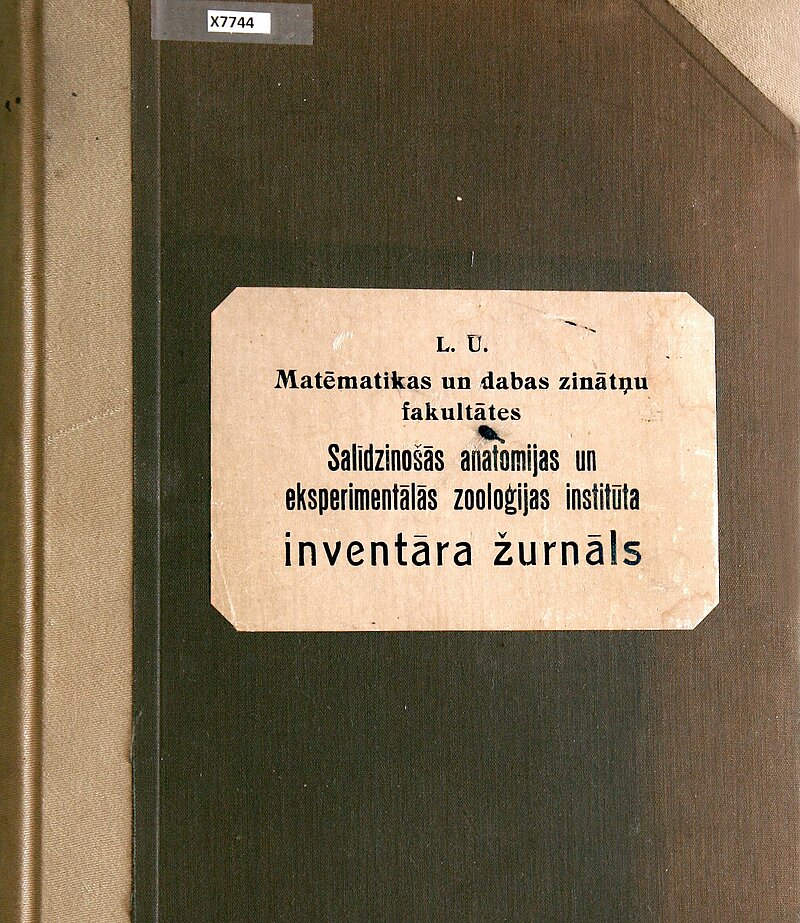 X7744
L. Ū.
Matēmatikas un dabas zinātņu
fakultātes
Salīdzinošās anatomijas un
eksperimentālās zooloģijas institūta
inventāra žurnāls